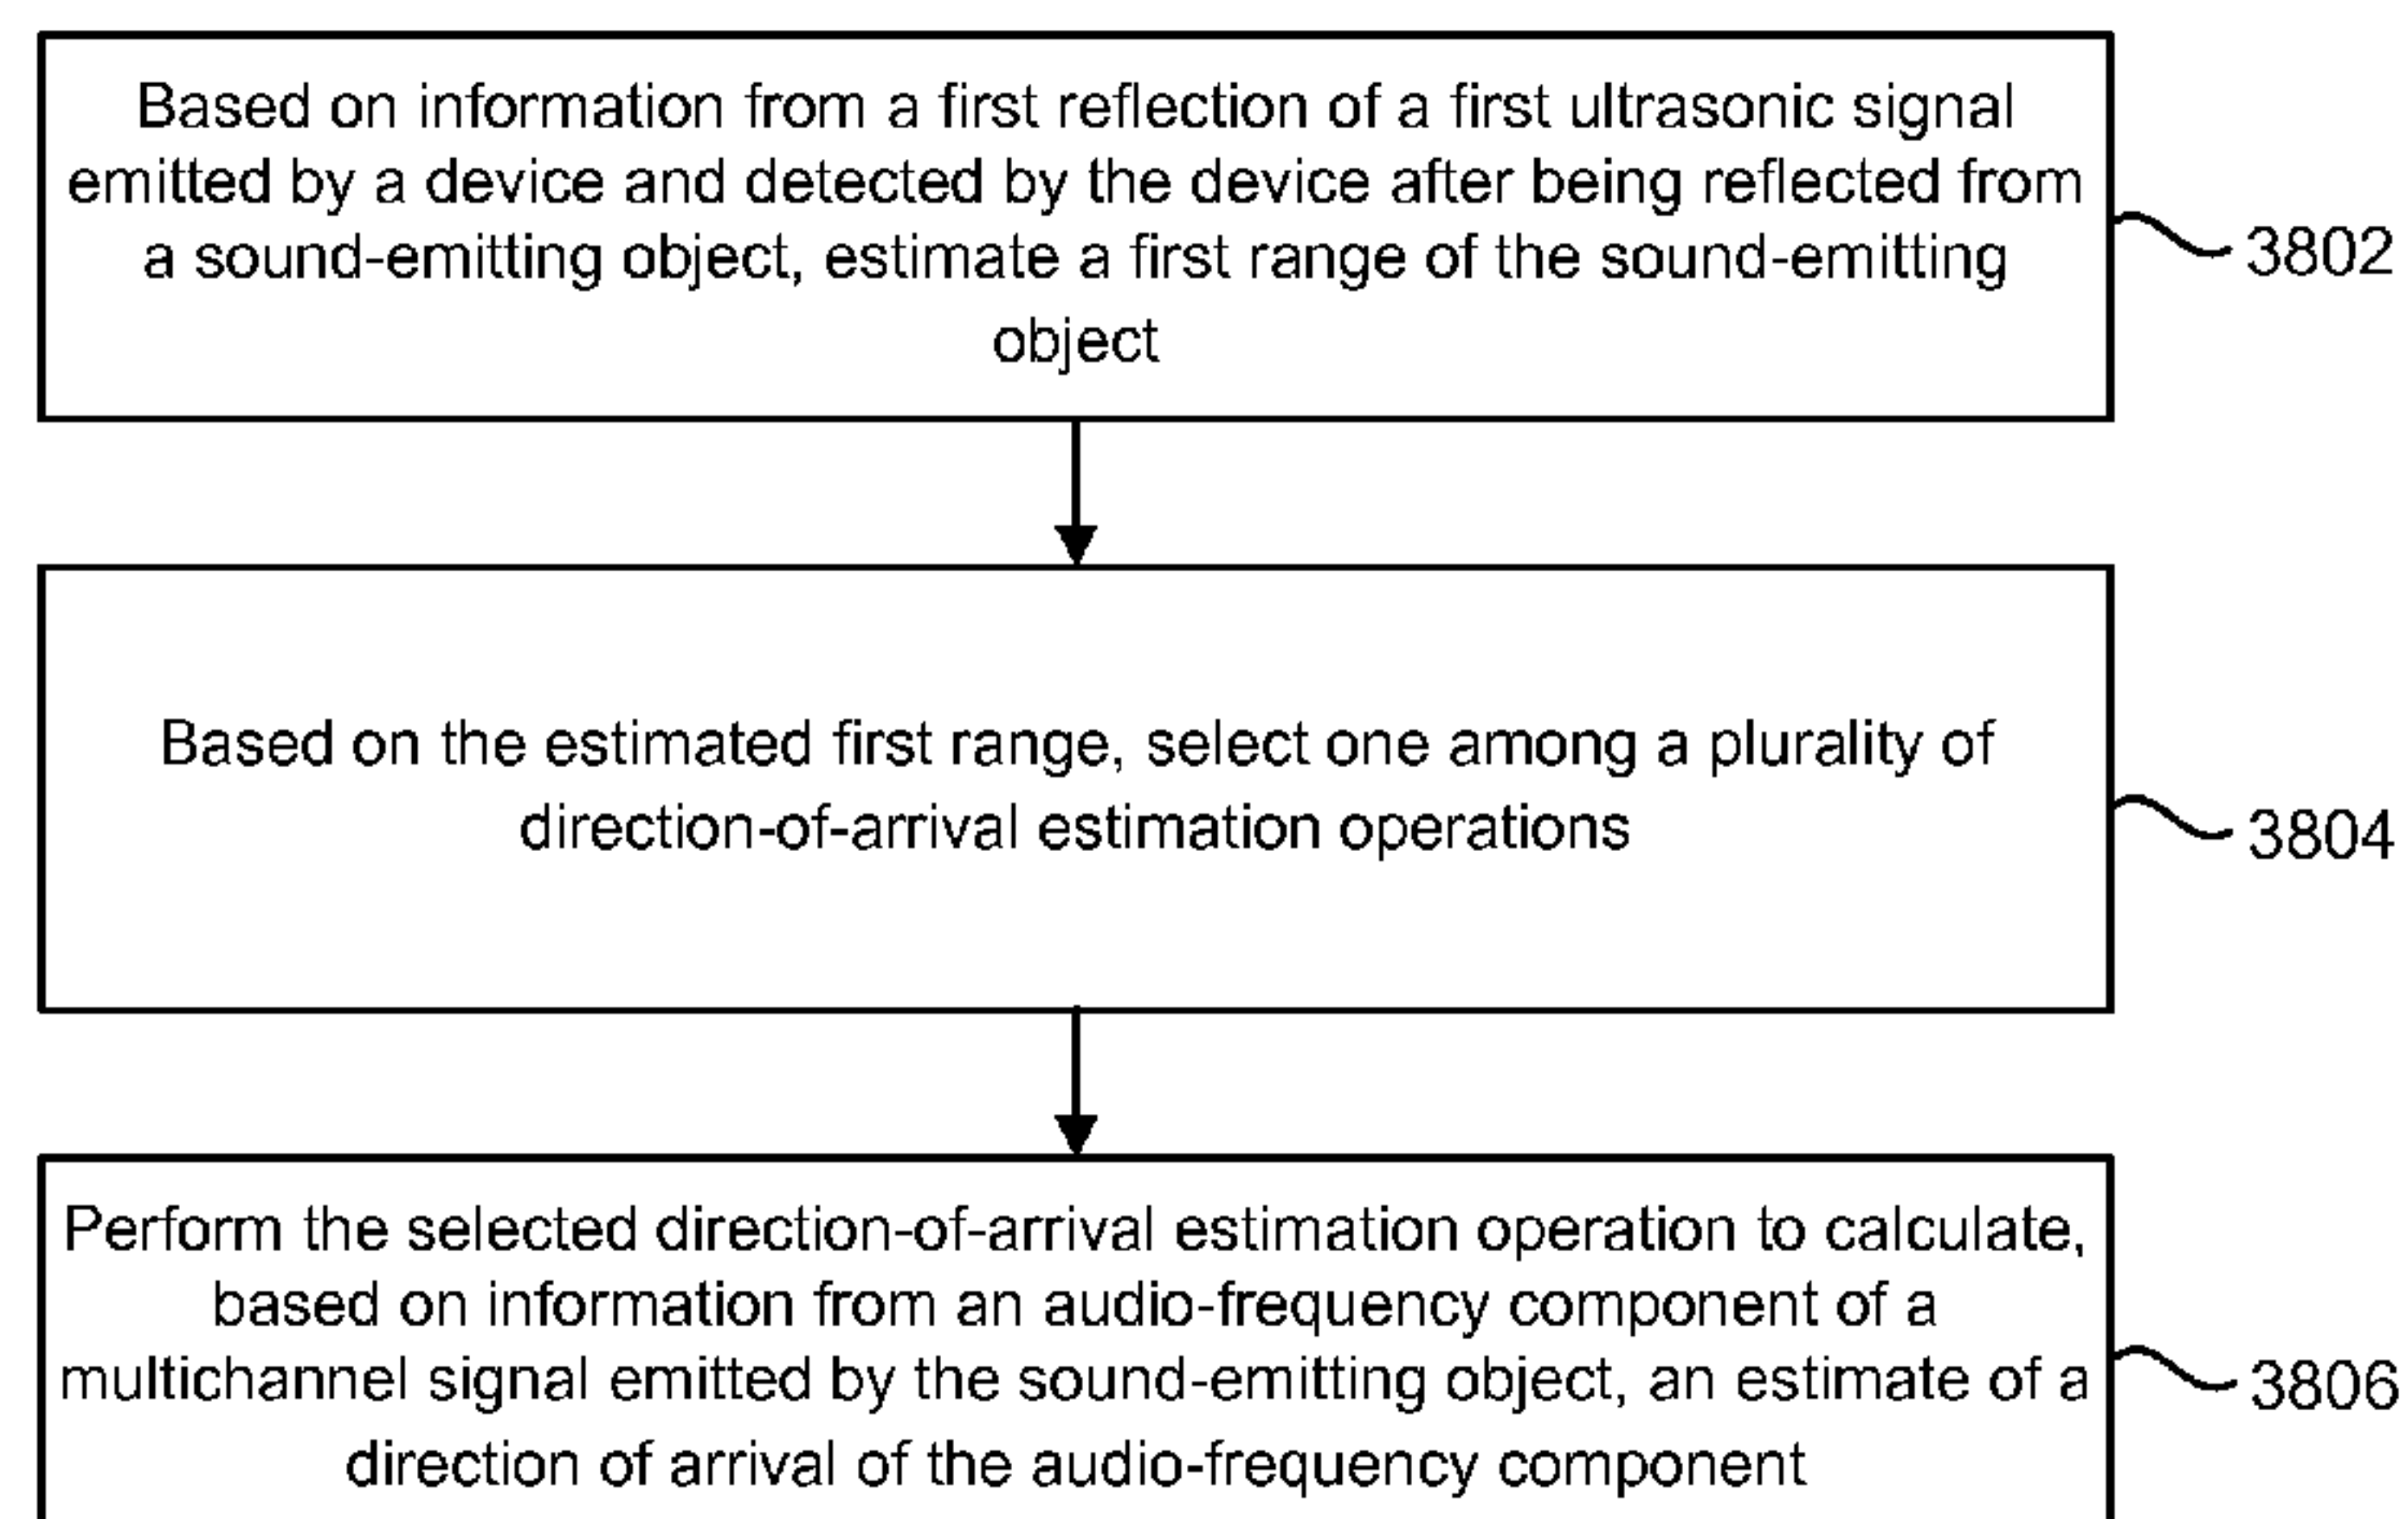 Based on information from a first reflection of a first ultrasonic signal
emitted by a device and detected by the device after being reflected from
a sound-emitting object, estimate a first range of the sound-emitting
object
3802
Based on the estimated first range, select one among a plurality of
direction-of-arrival estimation operations
3804
Perform the selected direction-of-arrival estimation operation to calculate,
based on information from an audio-frequency component of a
multichannel signal emitted by the sound-emitting object, an estimate of a
direction of arrival of the audio-frequency component
3806